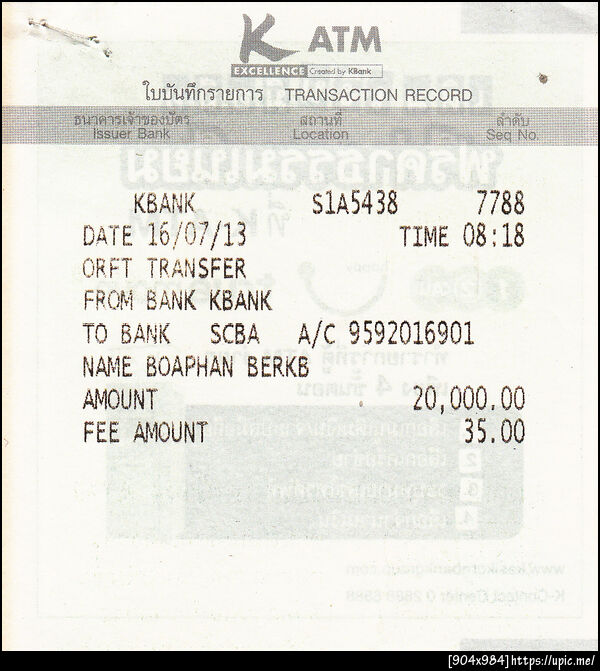 K ATM
EXCELLENCE Created by KBank
ใบบันทึกรายการ TRANSACTION RECORD
ธนาคารเจ้าของบัตร สถานที่ ลำดับ
Issuer Bank Location Seq No.
KBANK S1A5438 7788
DATE 16/07/13 TIME 08:18
ORFT TRANSFER
FROM BANK KBANK
TO BANK SCBA A/C 9592016901
NAME BOAPHAN BERKB
AMOUNT 20,000.00
FEE AMOUNT 35.00
[904x984]https://upic.me/